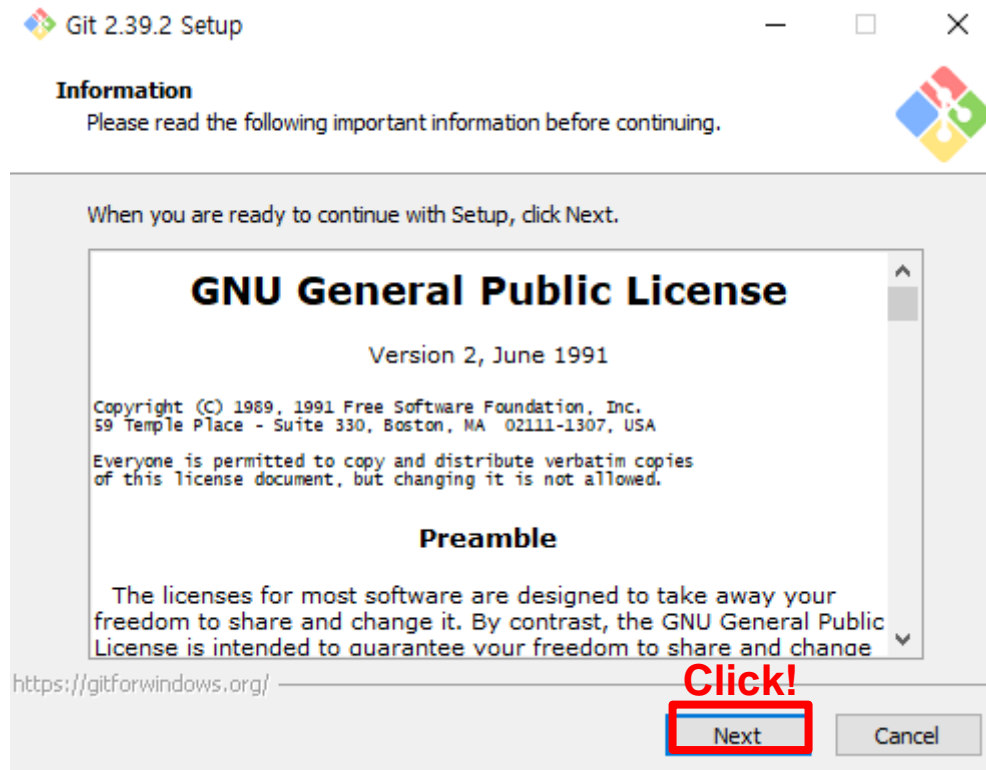 Git 2.39.2 Setup
Information
Please read the following important information before continuing.
When you are ready to continue with Setup, click Next.
GNU General Public License
Version 2, June 1991
Copyright (C) 1989, 1991 Free Software Foundation, Inc.
59 Temple Place - Suite 330, Boston, MA  02111-1307, USA
Everyone is permitted to copy and distribute verbatim copies
of this license document, but changing it is not allowed.
Preamble
The licenses for most software are designed to take away your
freedom to share and change it. By contrast, the GNU General Public
License is intended to guarantee your freedom to share and change
https://gitforwindows.org/
Click!
Next
Cancel